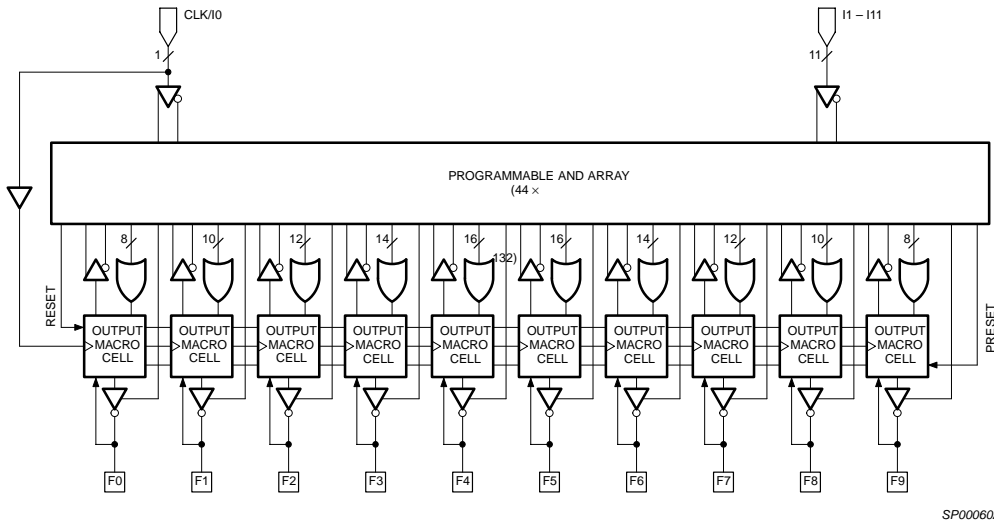 CLK/I0
I1 – I11
1
11
PROGRAMMABLE AND ARRAY
(44 ×
132)
8
10
12
14
16
16
14
12
10
8
RESET
PRESET
OUTPUT MACRO CELL
OUTPUT MACRO CELL
OUTPUT MACRO CELL
OUTPUT MACRO CELL
OUTPUT MACRO CELL
OUTPUT MACRO CELL
OUTPUT MACRO CELL
OUTPUT MACRO CELL
OUTPUT MACRO CELL
OUTPUT MACRO CELL
F0
F1
F2
F3
F4
F5
F6
F7
F8
F9